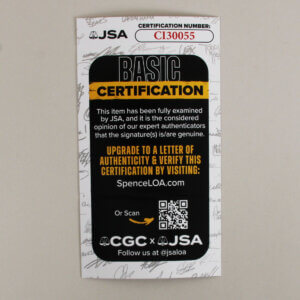 JSA
CERTIFICATION NUMBER:
CI30055
BASIC
CERTIFICATION
This item has been fully examined
by JSA, and it is the considered
opinion of our expert authenticators
that the signature(s) is/are genuine.
UPGRADE TO A LETTER OF
AUTHENTICITY & VERIFY THIS
CERTIFICATION BY VISITING:
SpenceLOA.com
Or Scan
CGC x JSA
Follow us at @jsaloa